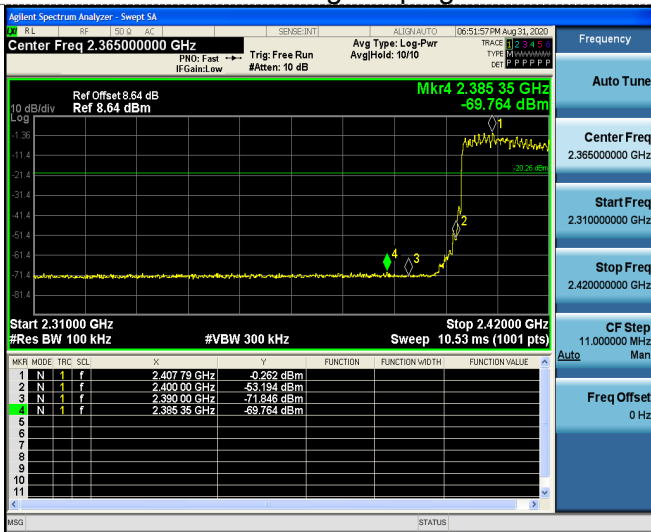 Agilent Spectrum Analyzer - Swept SA
RL RF 50 Ω AC SENSE:INT ALIGN AUTO 06:51:57 PM Aug 31, 2020
Center Freq 2.365000000 GHz
PNO: Fast Trig: Free Run Avg Type: Log-Pwr TRACE 1 2 3 4 5 6
IFGain:Low #Atten: 10 dB Avg|Hold: 10/10 TYPE M
DET P P P P P P
Mkr4 2.385 35 GHz
-69.764 dBm
Ref Offset 8.64 dB
10 dB/div Ref 8.64 dBm
Log
1
-1.36
-11.4
-20.26 dBm
-21.4
-31.4
-41.4
2
-51.4
-61.4
4
3
-71.4
-81.4
Start 2.31000 GHz Stop 2.42000 GHz
#Res BW 100 kHz #VBW 300 kHz Sweep 10.53 ms (1001 pts)
MKR MODE TRC SCL X Y FUNCTION FUNCTION WIDTH FUNCTION VALUE
1 N 1 f 2.407 79 GHz -0.262 dBm
2 N 1 f 2.400 00 GHz -53.194 dBm
3 N 1 f 2.390 00 GHz -71.846 dBm
4 N 1 f 2.385 35 GHz -69.764 dBm
5
6
7
8
9
10
11
MSG STATUS
Frequency
Auto Tune
Center Freq
2.365000000 GHz
Start Freq
2.310000000 GHz
Stop Freq
2.420000000 GHz
CF Step
11.000000 MHz
Auto Man
Freq Offset
0 Hz